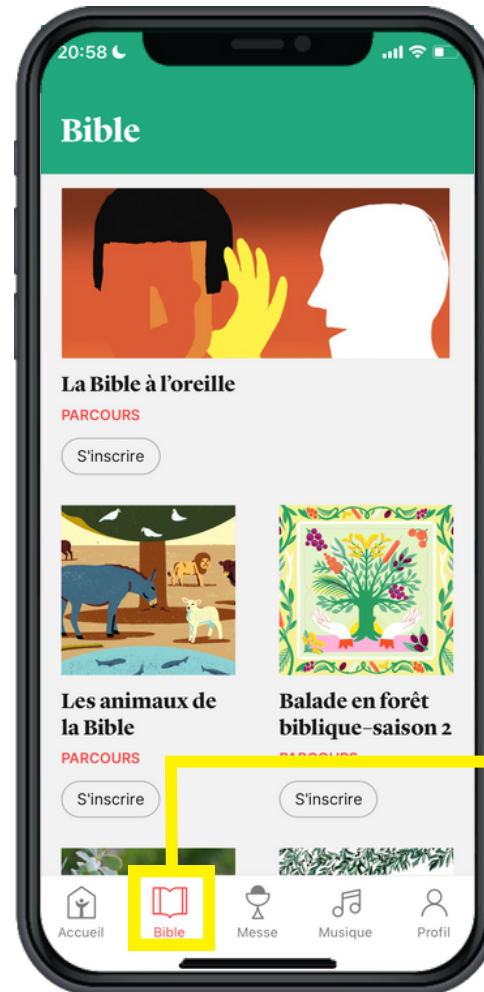 20:58
Bible
La Bible à l'oreille
PARCOURS
S'inscrire
Les animaux de
la Bible
PARCOURS
S'inscrire
Balade en forêt
biblique-saison 2
PARCOURS
S'inscrire
Accueil
Bible
Messe
Musique
Profil